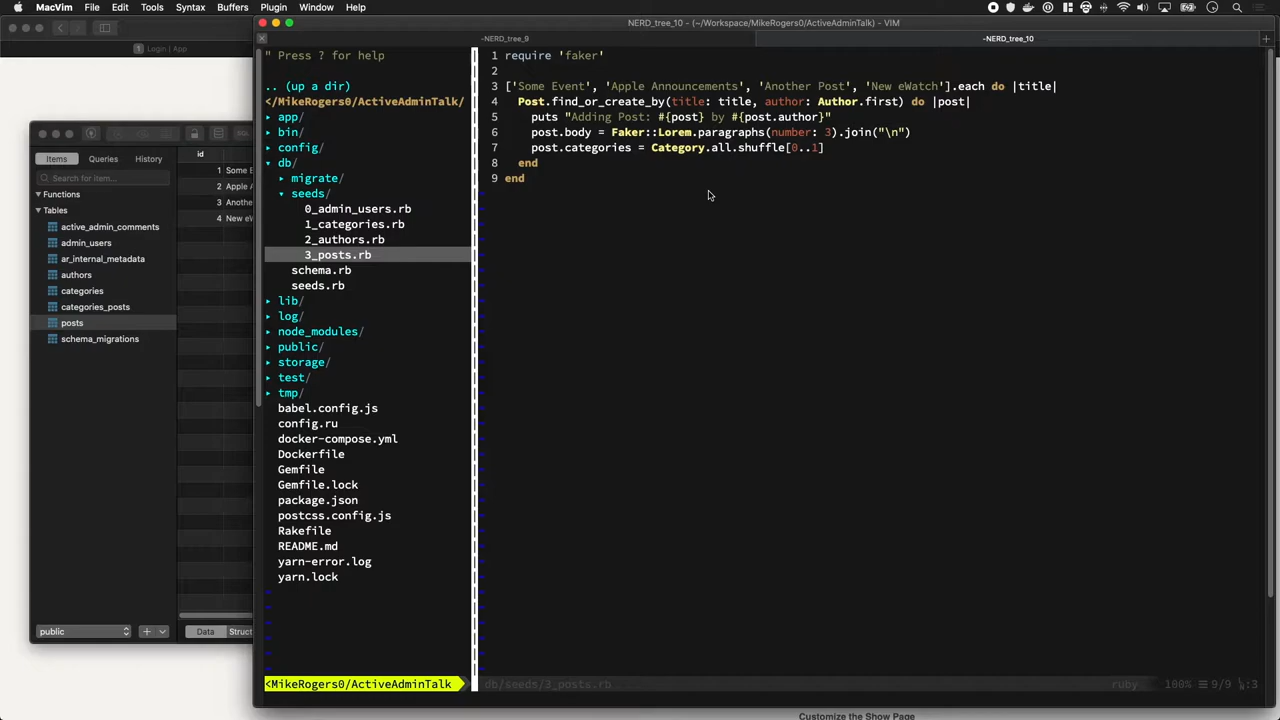 MacVim File Edit Tools Syntax Buffers Plugin Window Help
NERD_tree_10 - (~/Workspace/MikeRogers0/ActiveAdminTalk) - VIM
~NERD_tree_9
~NERD_tree_10
Login | App
Items Queries History
Search for item...
Functions
Tables
active_admin_comments
admin_users
ar_internal_metadata
authors
categories
categories_posts
posts
schema_migrations
public
id
1 Some E
2 Apple A
3 Anothe
4 New eW
Data Struct
" Press ? for help
.. (up a dir)
</MikeRogers0/ActiveAdminTalk/
▸ app/
▸ bin/
▸ config/
▾ db/
▸ migrate/
▾ seeds/
0_admin_users.rb
1_categories.rb
2_authors.rb
3_posts.rb
schema.rb
seeds.rb
▸ lib/
▸ log/
▸ node_modules/
▸ public/
▸ storage/
▸ test/
▸ tmp/
babel.config.js
config.ru
docker-compose.yml
Dockerfile
Gemfile
Gemfile.lock
package.json
postcss.config.js
Rakefile
README.md
yarn-error.log
yarn.lock
<MikeRogers0/ActiveAdminTalk
1 require 'faker'
2
3 ['Some Event', 'Apple Announcements', 'Another Post', 'New eWatch'].each do |title|
4 Post.find_or_create_by(title: title, author: Author.first) do |post|
5 puts "Adding Post: #{post} by #{post.author}"
6 post.body = Faker::Lorem.paragraphs(number: 3).join("\n")
7 post.categories = Category.all.shuffle[0..1]
8 end
9 end
db/seeds/3_posts.rb
ruby
100% ☰ 9/9 :3
Customize the Show Page